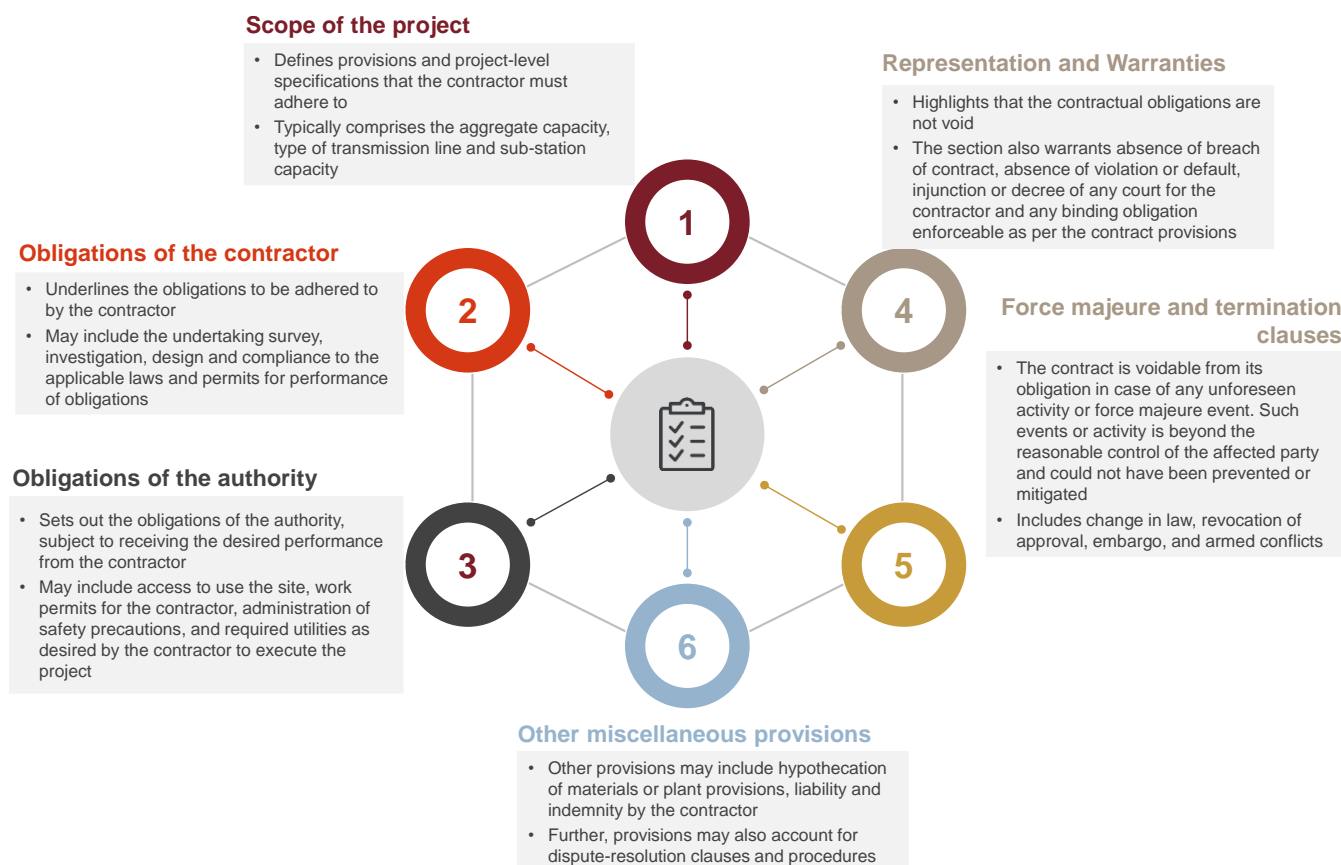 Scope of the project
• Defines provisions and project-level
specifications that the contractor must
adhere to
• Typically comprises the aggregate capacity,
type of transmission line and sub-station
capacity
1
Obligations of the contractor
• Underlines the obligations to be adhered to
by the contractor
• May include the undertaking survey,
investigation, design and compliance to the
applicable laws and permits for performance
of obligations
2
Obligations of the authority
• Sets out the obligations of the authority,
subject to receiving the desired performance
from the contractor
• May include access to use the site, work
permits for the contractor, administration of
safety precautions, and required utilities as
desired by the contractor to execute the
project
3
Representation and Warranties
• Highlights that the contractual obligations are
not void
• The section also warrants absence of breach
of contract, absence of violation or default,
injunction or decree of any court for the
contractor and any binding obligation
enforceable as per the contract provisions
4
Force majeure and termination
clauses
• The contract is voidable from its
obligation in case of any unforeseen
activity or force majeure event. Such
events or activity is beyond the
reasonable control of the affected party
and could not have been prevented or
mitigated
• Includes change in law, revocation of
approval, embargo, and armed conflicts
5
6
Other miscellaneous provisions
• Other provisions may include hypothecation
of materials or plant provisions, liability and
indemnity by the contractor
• Further, provisions may also account for
dispute-resolution clauses and procedures